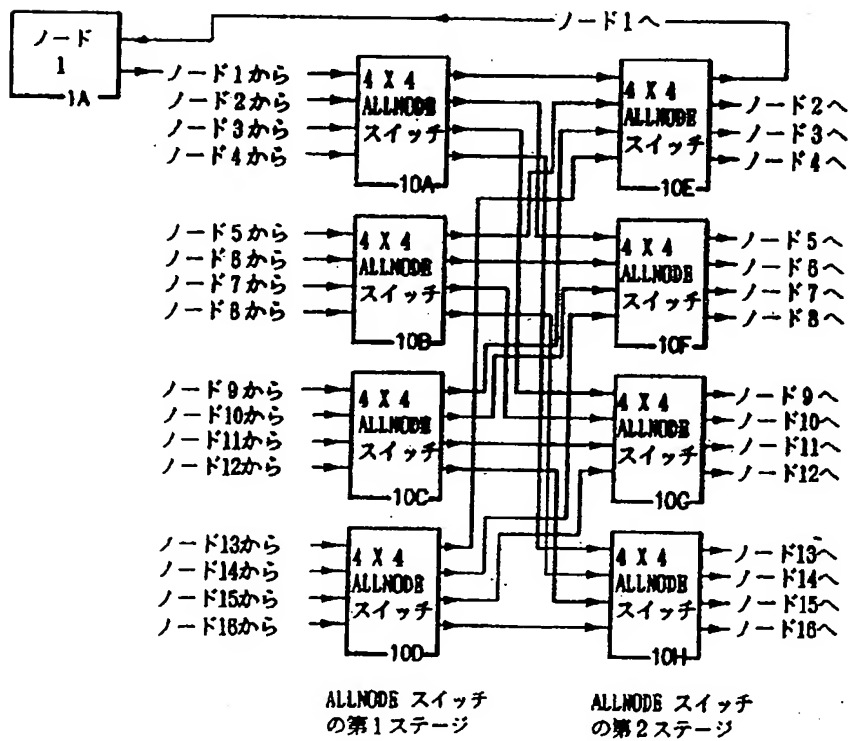 ノード1へ
ノード
1
1A
ノード1から
ノード2から
ノード3から
ノード4から
4 X 4
ALLNODE
スイッチ
10A
4 X 4
ALLNODE
スイッチ
10E
ノード2へ
ノード3へ
ノード4へ
ノード5から
ノード6から
ノード7から
ノード8から
4 X 4
ALLNODE
スイッチ
10B
4 X 4
ALLNODE
スイッチ
10F
ノード5へ
ノード6へ
ノード7へ
ノード8へ
ノード9から
ノード10から
ノード11から
ノード12から
4 X 4
ALLNODE
スイッチ
10C
4 X 4
ALLNODE
スイッチ
10G
ノード9へ
ノード10へ
ノード11へ
ノード12へ
ノード13から
ノード14から
ノード15から
ノード16から
4 X 4
ALLNODE
スイッチ
10D
4 X 4
ALLNODE
スイッチ
10H
ノード13へ
ノード14へ
ノード15へ
ノード16へ
ALLNODE スイッチ
の第1ステージ
ALLNODE スイッチ
の第2ステージ